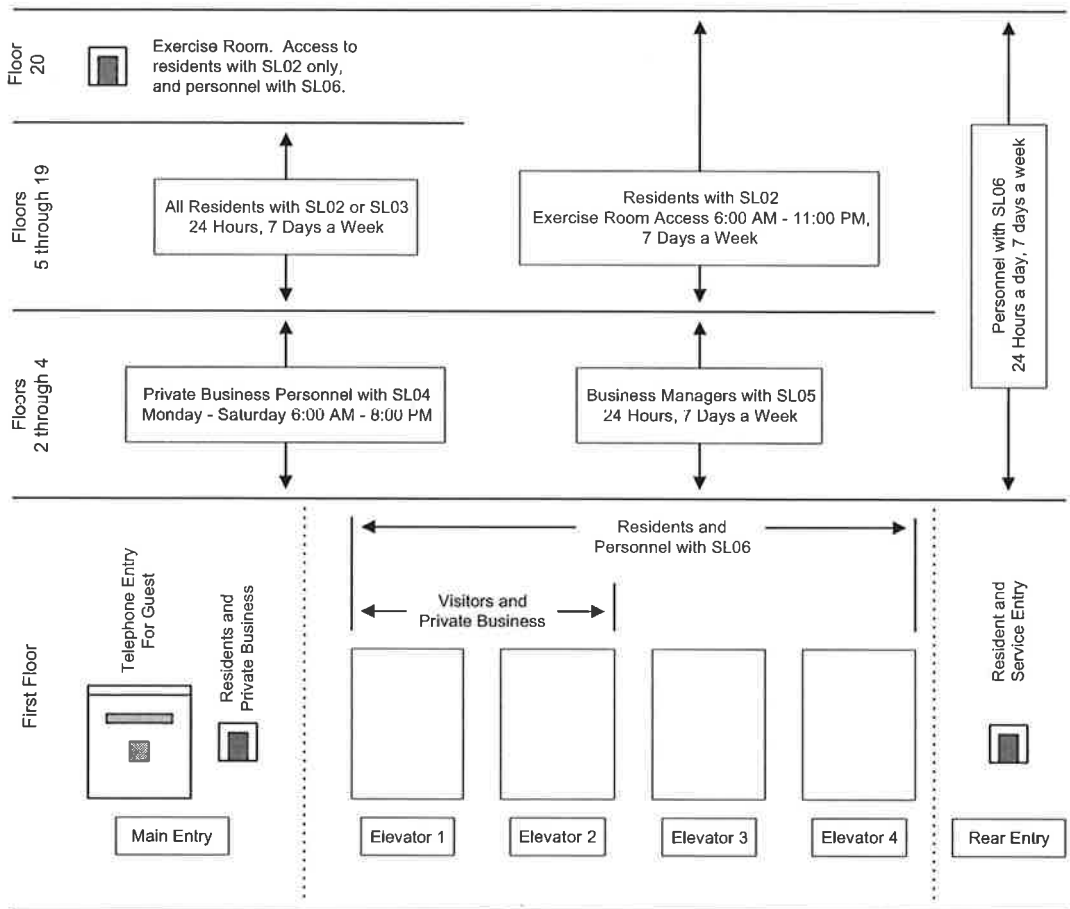 Floor
20
Exercise Room. Access to
residents with SL02 only,
and personnel with SL06.
Floors
5 through 19
All Residents with SL02 or SL03
24 Hours, 7 Days a Week
Residents with SL02
Exercise Room Access 6:00 AM - 11:00 PM,
7 Days a Week
Personnel with SL06
24 Hours a day, 7 days a week
Floors
2 through 4
Private Business Personnel with SL04
Monday - Saturday 6:00 AM - 8:00 PM
Business Managers with SL05
24 Hours, 7 Days a Week
First Floor
Telephone Entry
For Guest
Residents and
Private Business
Residents and
Personnel with SL06
Visitors and
Private Business
Resident and
Service Entry
Main Entry
Elevator 1
Elevator 2
Elevator 3
Elevator 4
Rear Entry